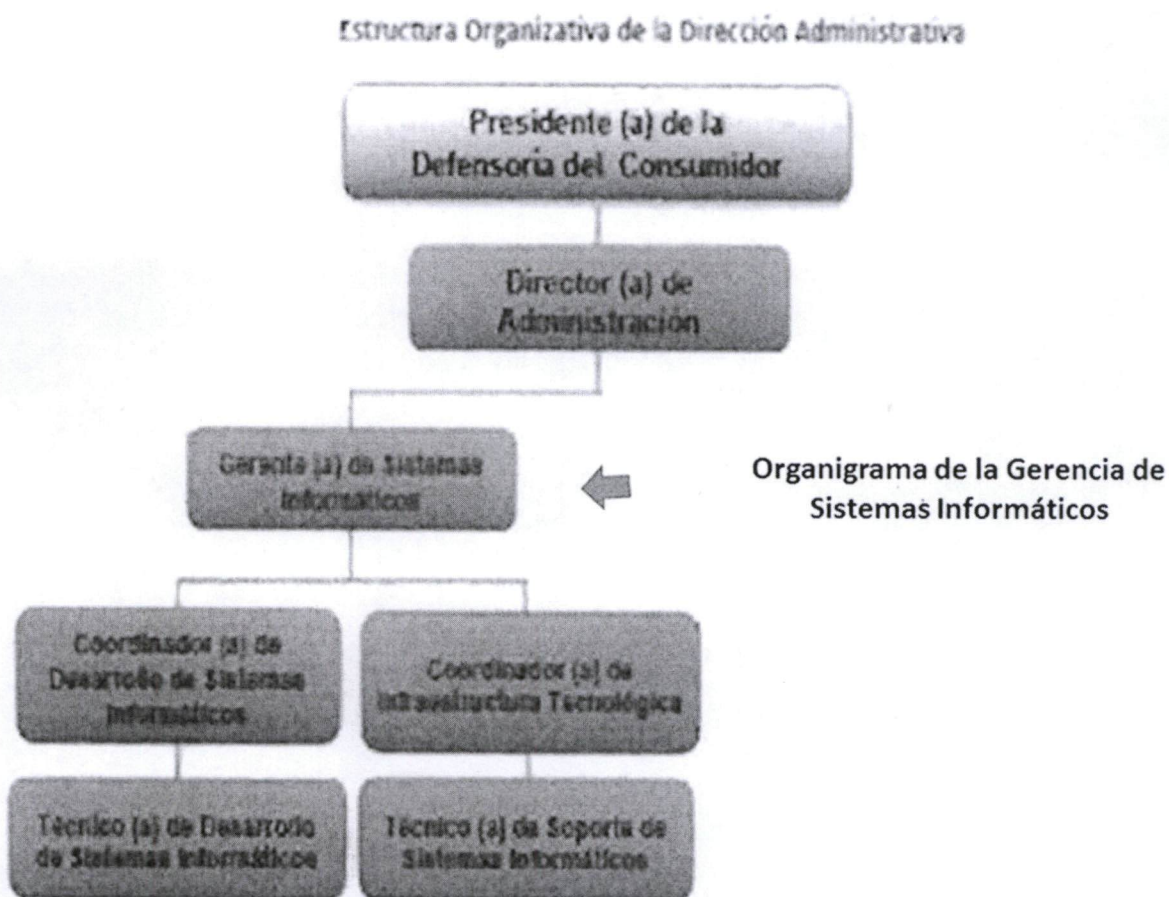 Estructura Organizativa de la Dirección Administrativa
Presidente (a) de la
Defensoría del Consumidor
Director (a) de
Administración
Gerente (a) de Sistemas
Informáticos
Organigrama de la Gerencia de
Sistemas Informáticos
Coordinador (a) de
Desarrollo de Sistemas
Informáticos
Coordinador (a) de
Infraestructura Tecnológica
Técnico (a) de Desarrollo
de Sistemas Informáticos
Técnico (a) de Soporte de
Sistemas Informáticos